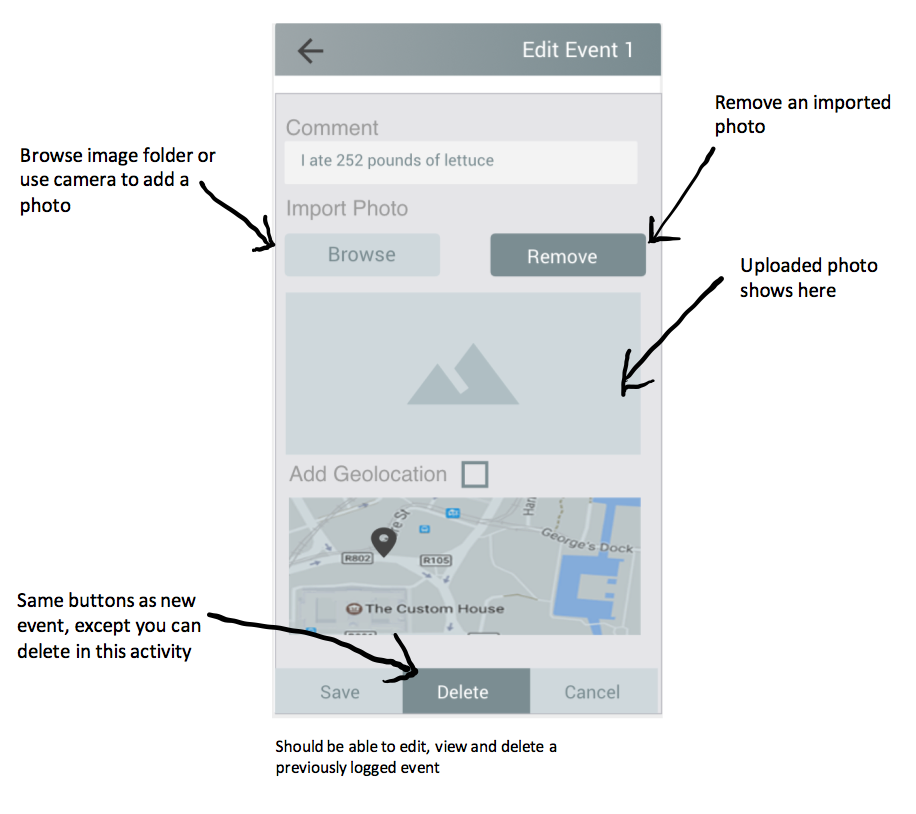 Edit Event 1
Remove an imported
photo
Comment
I ate 252 pounds of lettuce
Browse image folder or
use camera to add a
photo
Import Photo
Browse
Remove
Uploaded photo
shows here
Add Geolocation
George's Dock
R802
R105
The Custom House
Same buttons as new
event, except you can
delete in this activity
Save
Delete
Cancel
Should be able to edit, view and delete a
previously logged event